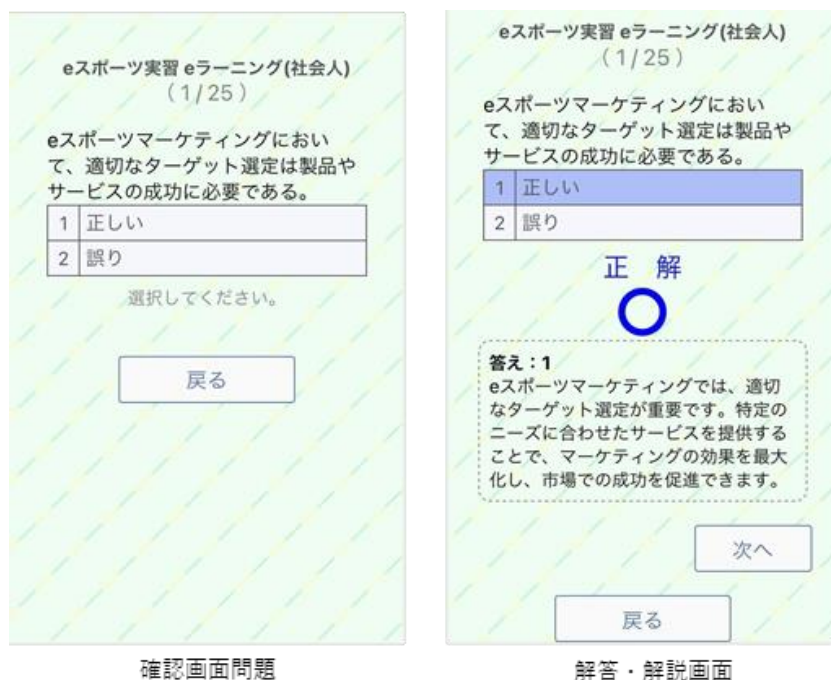 eスポーツ実習 eラーニング(社会人)
（1/25）
eスポーツマーケティングにおい
て、適切なターゲット選定は製品や
サービスの成功に必要である。
1 正しい
2 誤り
選択してください。
戻る
確認画面問題
eスポーツ実習 eラーニング(社会人)
（1/25）
eスポーツマーケティングにおい
て、適切なターゲット選定は製品や
サービスの成功に必要である。
1 正しい
2 誤り
正 解
答え：1
eスポーツマーケティングでは、適切
なターゲット選定が重要です。特定の
ニーズに合わせたサービスを提供する
ことで、マーケティングの効果を最大
化し、市場での成功を促進できます。
次へ
戻る
解答・解説画面